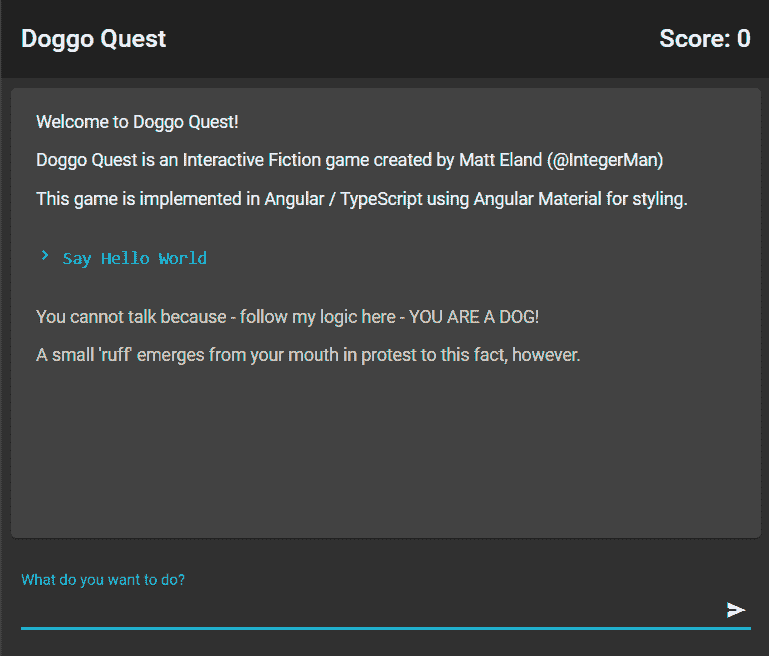 Doggo Quest
Score: 0
Welcome to Doggo Quest!
Doggo Quest is an Interactive Fiction game created by Matt Eland (@IntegerMan)
This game is implemented in Angular / TypeScript using Angular Material for styling.
> Say Hello World
You cannot talk because - follow my logic here - YOU ARE A DOG!
A small 'ruff' emerges from your mouth in protest to this fact, however.
What do you want to do?